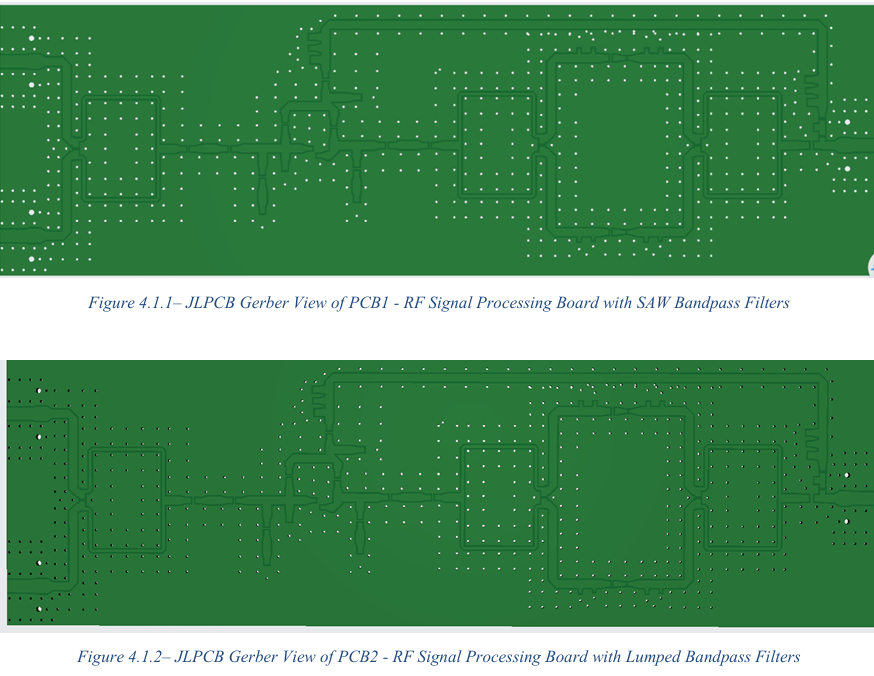 Figure 4.1.1– JLPCB Gerber View of PCB1 - RF Signal Processing Board with SAW Bandpass Filters
Figure 4.1.2– JLPCB Gerber View of PCB2 - RF Signal Processing Board with Lumped Bandpass Filters